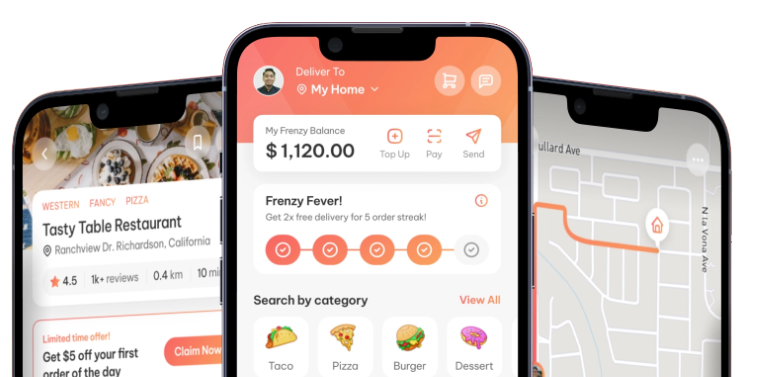 WESTERN FANCY PIZZA
Tasty Table Restaurant
Ranchview Dr. Richardson, California
4.5 1k+ reviews 0.4 km 10 mi
Limited time offer!
Get $5 off your first
order of the day
Claim Now
Deliver To
My Home
My Frenzy Balance
$ 1,120.00
Top Up Pay Send
Frenzy Fever!
Get 2x free delivery for 5 order streak!
Search by category View All
Taco Pizza Burger Dessert
ullard Ave
N la Vona Ave